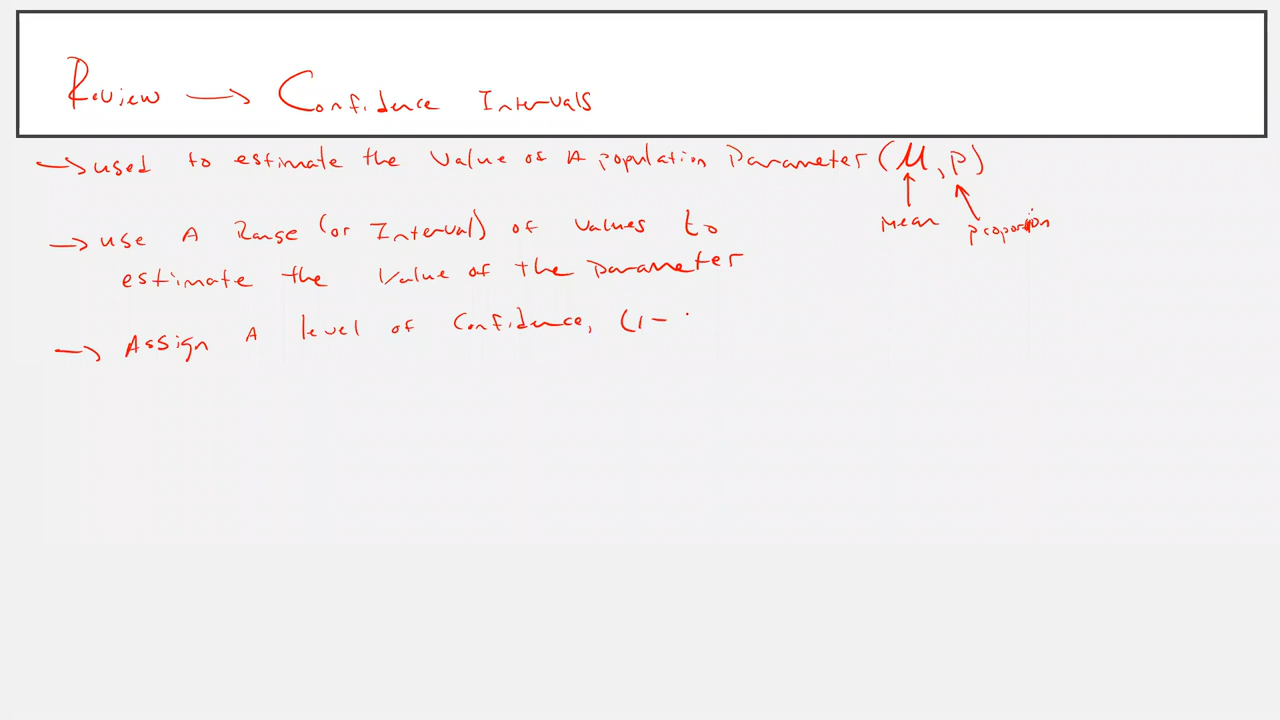 Review → Confidence Intervals
→ used to estimate the value of A population Parameter (μ, p)
Mean proportion
→ use A Range (or Interval) of values to
estimate the value of the parameter
→ Assign A level of confidence, (1 -